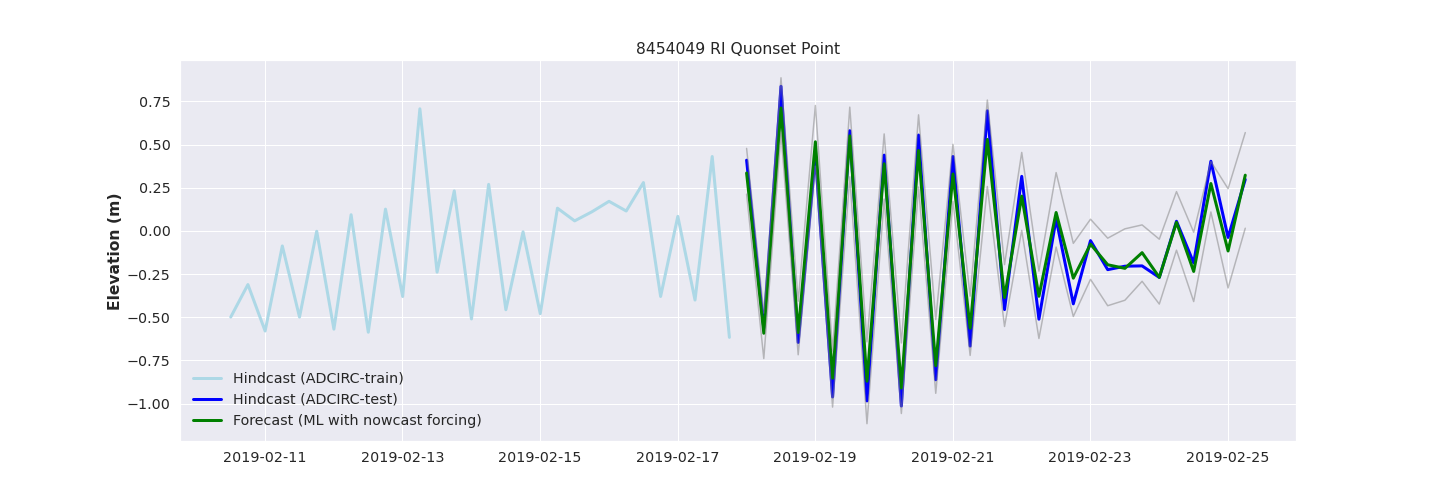 8454049 RI Quonset Point
Elevation (m)
0.75
0.50
0.25
0.00
−0.25
−0.50
−0.75
−1.00
Hindcast (ADCIRC-train)
Hindcast (ADCIRC-test)
Forecast (ML with nowcast forcing)
2019-02-11 2019-02-13 2019-02-15 2019-02-17 2019-02-19 2019-02-21 2019-02-23 2019-02-25